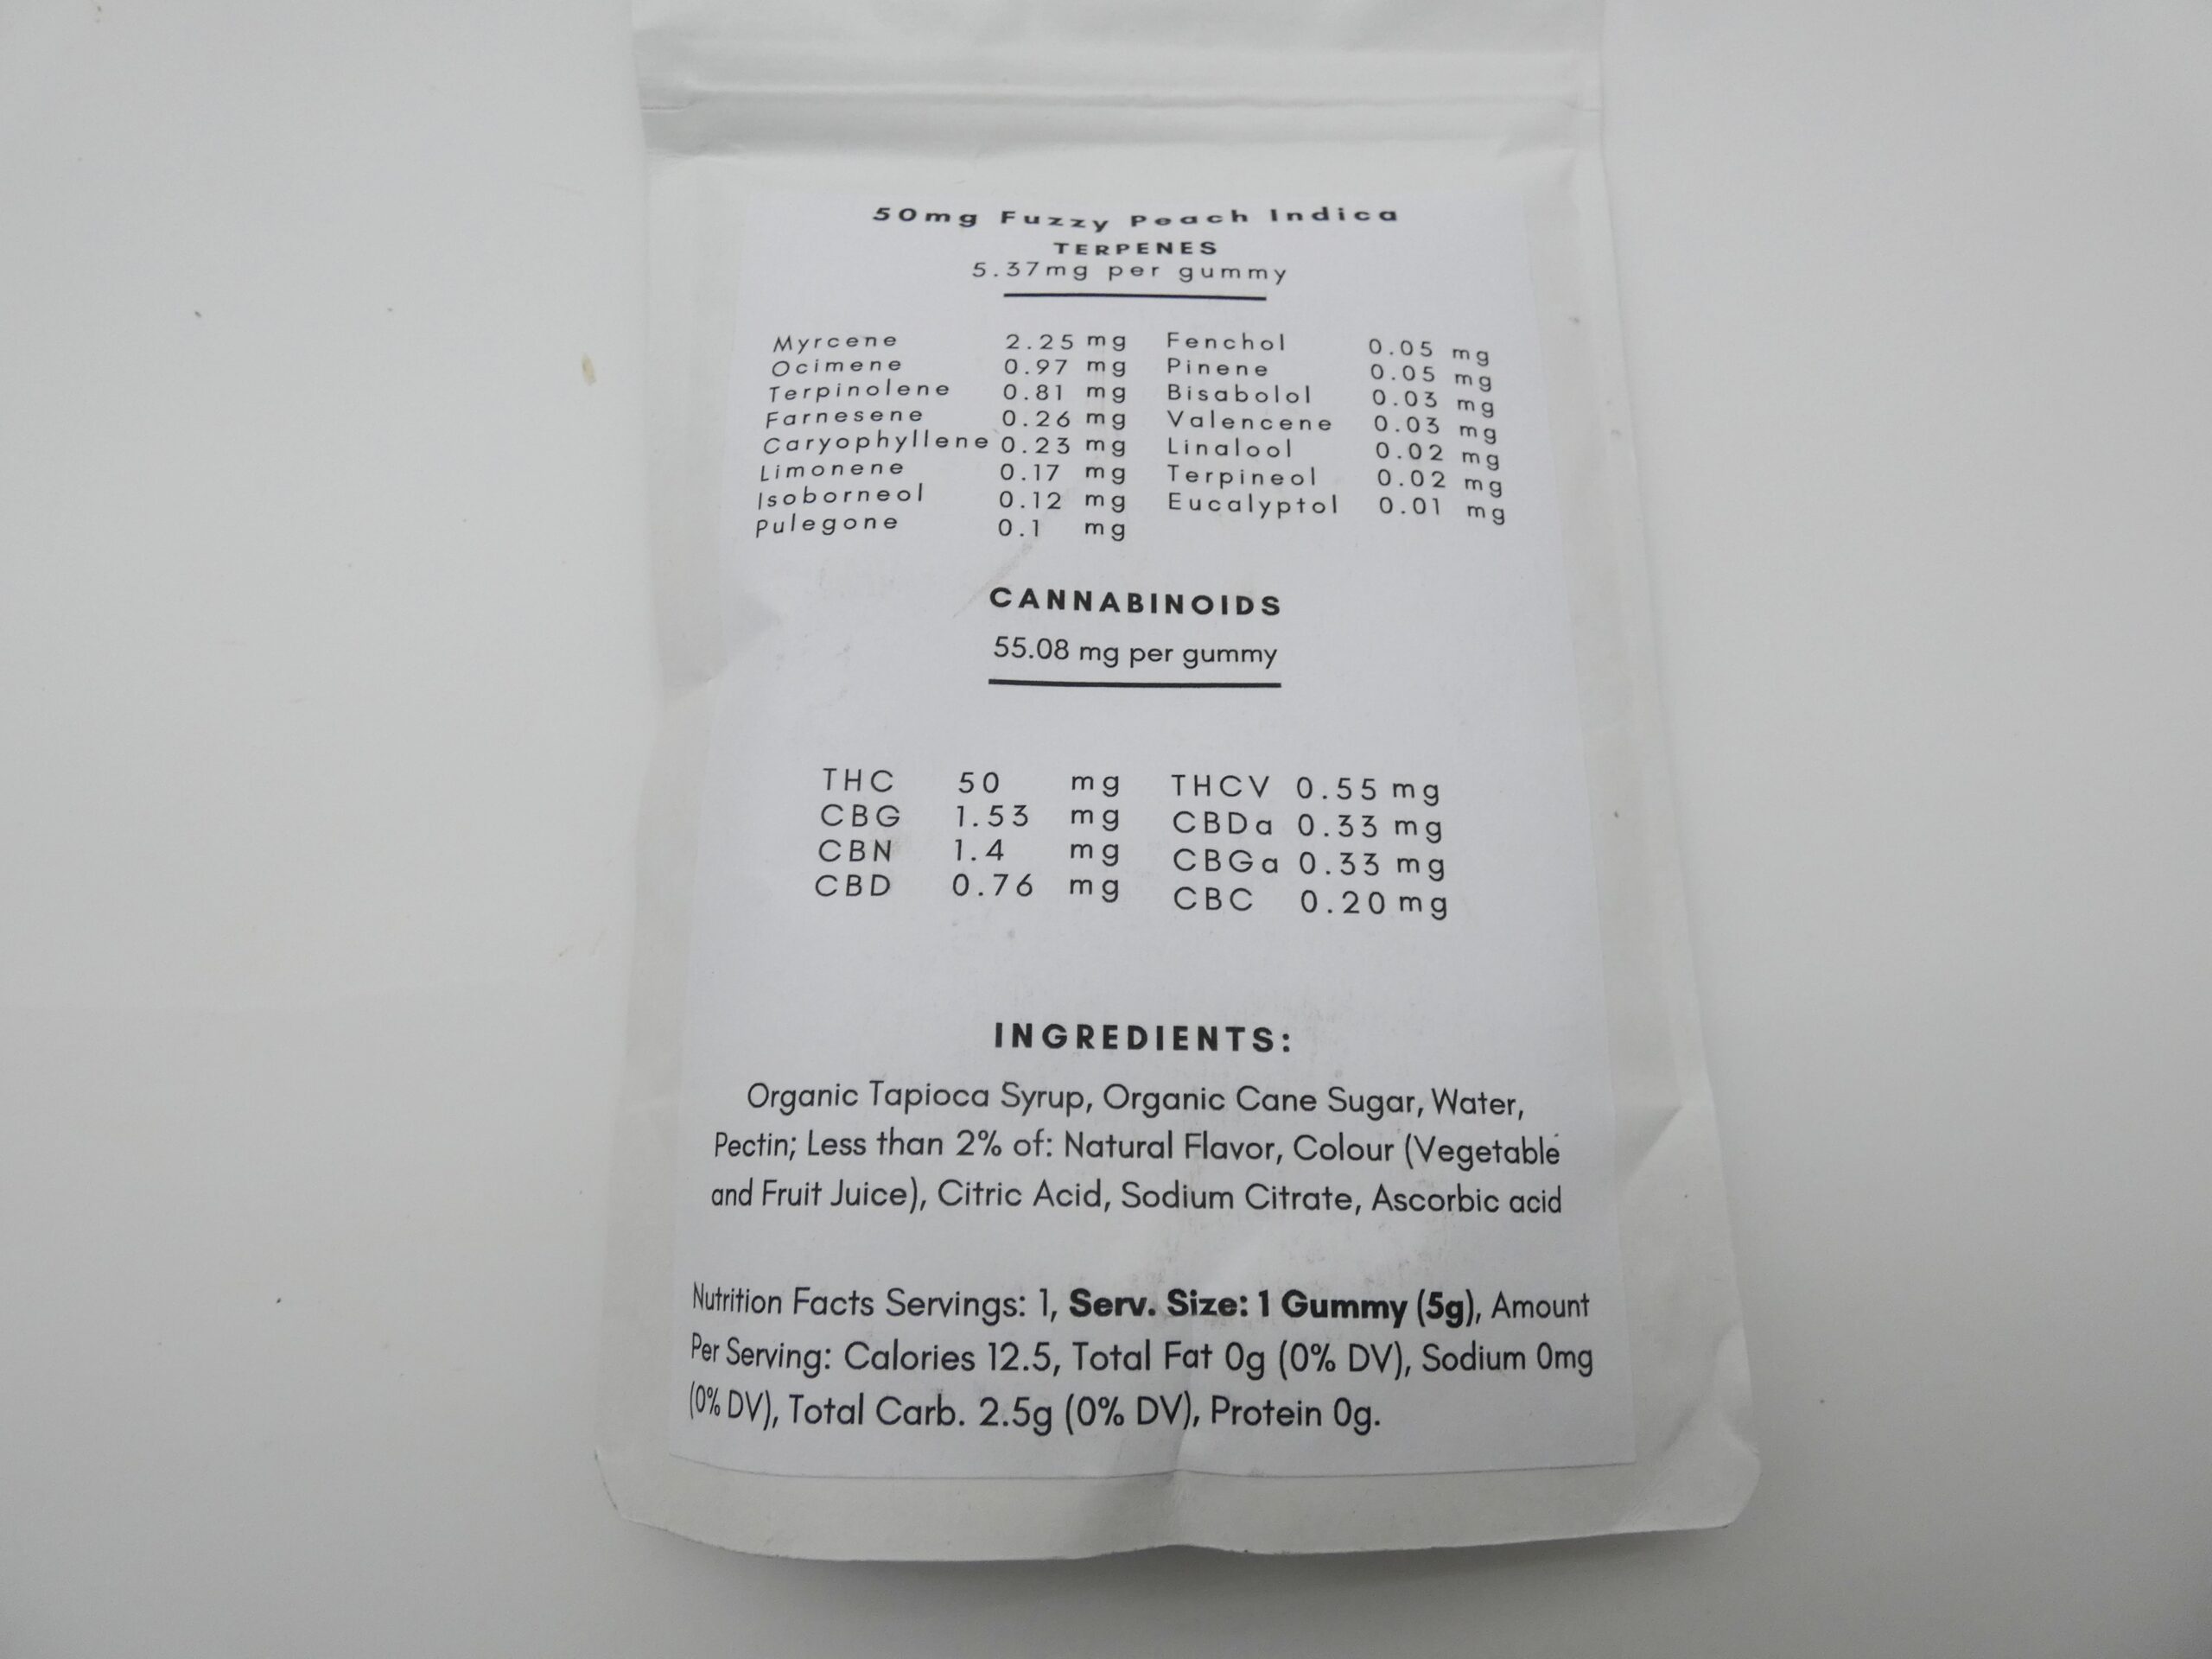 50mg Fuzzy Peach Indica
TERPENES
5.37mg per gummy
Myrcene 2.25 mg Fenchol 0.05 mg
Ocimene 0.97 mg Pinene 0.05 mg
Terpinolene 0.81 mg Bisabolol 0.03 mg
Farnesene 0.26 mg Valencene 0.03 mg
Caryophyllene 0.23 mg Linalool 0.02 mg
Limonene 0.17 mg Terpineol 0.02 mg
Isoborneol 0.12 mg Eucalyptol 0.01 mg
Pulegone 0.1 mg
CANNABINOIDS
55.08 mg per gummy
THC 50 mg THCV 0.55 mg
CBG 1.53 mg CBDa 0.33 mg
CBN 1.4 mg CBGa 0.33 mg
CBD 0.76 mg CBC 0.20 mg
INGREDIENTS:
Organic Tapioca Syrup, Organic Cane Sugar, Water,
Pectin; Less than 2% of: Natural Flavor, Colour (Vegetable
and Fruit Juice), Citric Acid, Sodium Citrate, Ascorbic acid
Nutrition Facts Servings: 1, Serv. Size: 1 Gummy (5g), Amount
Per Serving: Calories 12.5, Total Fat 0g (0% DV), Sodium 0mg
(0% DV), Total Carb. 2.5g (0% DV), Protein 0g.